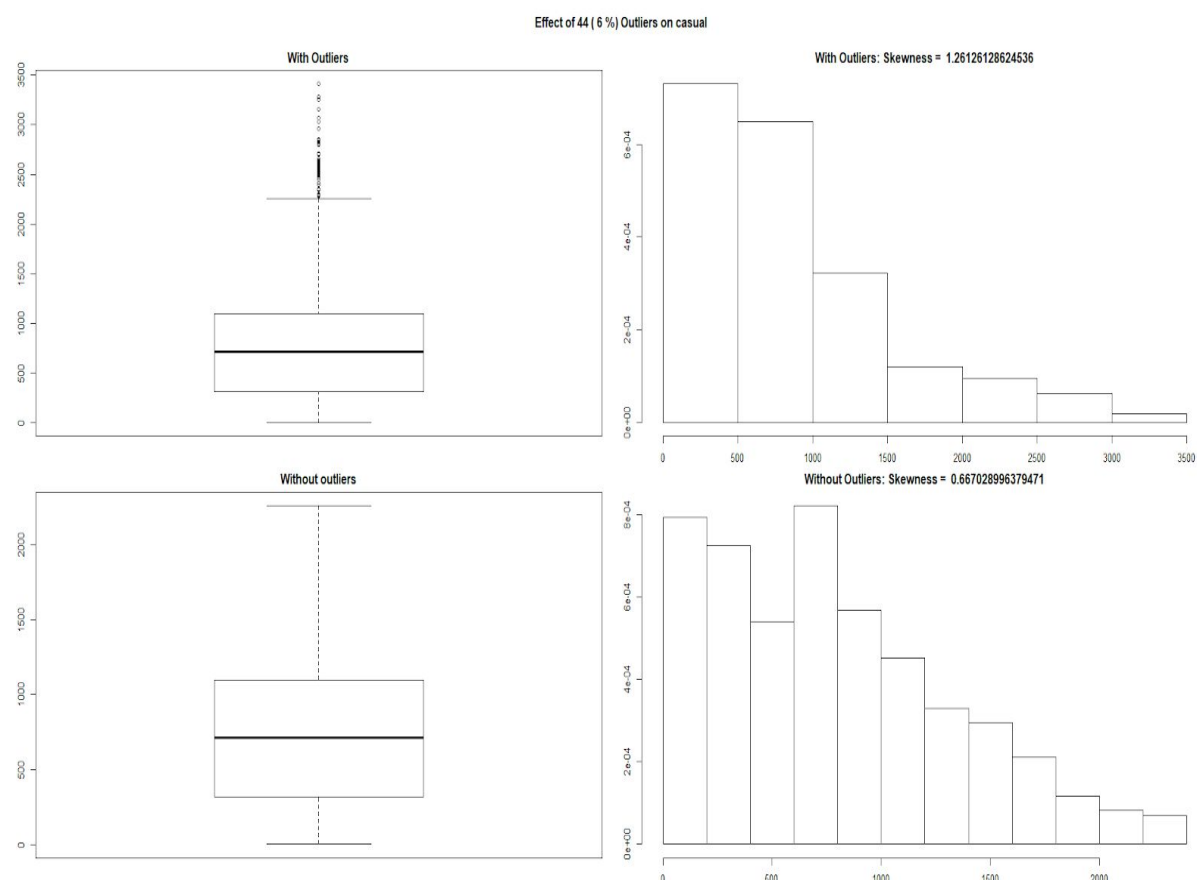 Effect of 44 ( 6 %) Outliers on casual
With Outliers
3500
3000
2500
2000
1500
1000
500
0
With Outliers: Skewness = 1.26126128624536
6e-04
4e-04
2e-04
0e+00
0 500 1000 1500 2000 2500 3000 3500
Without outliers
2000
1500
1000
500
0
Without Outliers: Skewness = 0.667028996379471
8e-04
6e-04
4e-04
2e-04
0e+00
0 500 1000 1500 2000